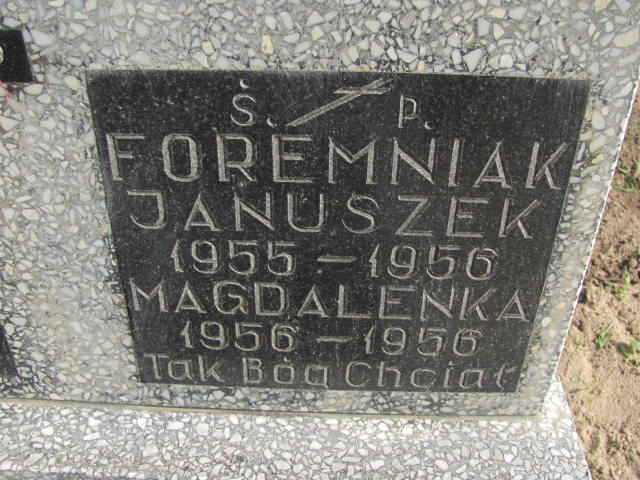 Ś. P.
FOREMNIAK
JANUSZEK
1955 – 1956
MAGDALENKA
1956 – 1956
Tak Bóg Chciał